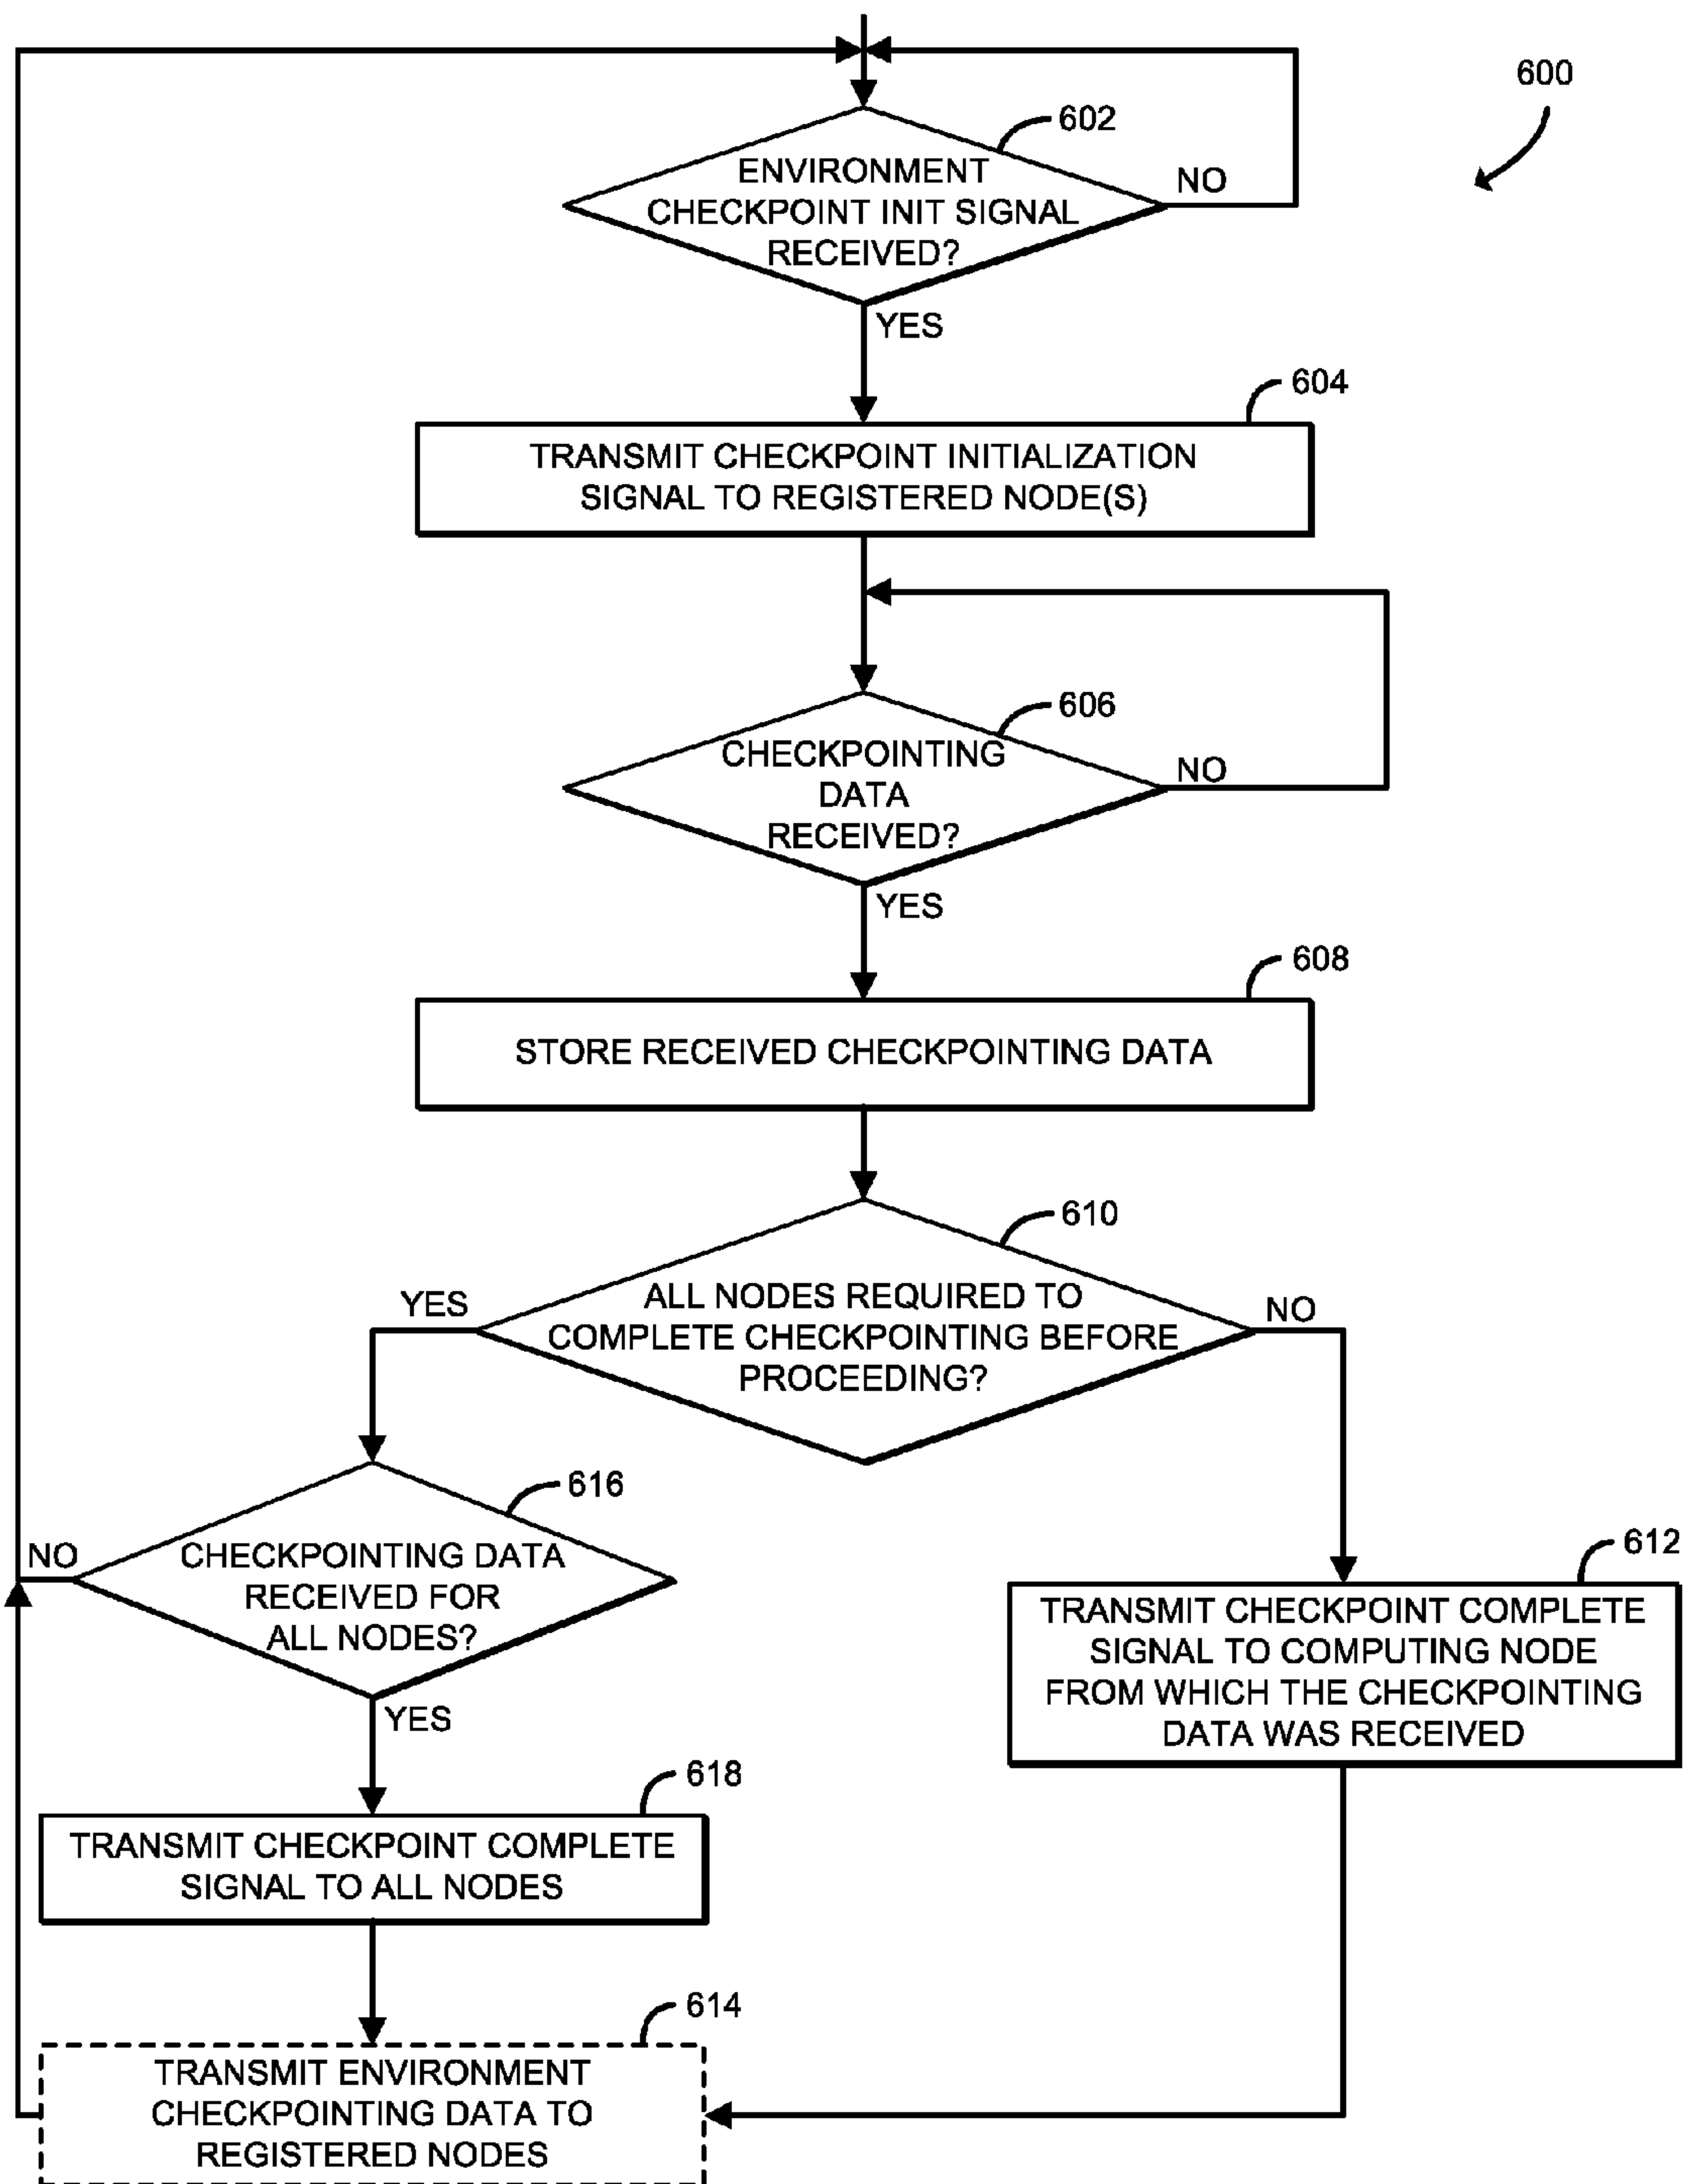 600
602
ENVIRONMENT
CHECKPOINT INIT SIGNAL
RECEIVED?
NO
YES
604
TRANSMIT CHECKPOINT INITIALIZATION
SIGNAL TO REGISTERED NODE(S)
606
CHECKPOINTING
DATA
RECEIVED?
NO
YES
608
STORE RECEIVED CHECKPOINTING DATA
610
ALL NODES REQUIRED TO
COMPLETE CHECKPOINTING BEFORE
PROCEEDING?
YES
NO
616
CHECKPOINTING DATA
RECEIVED FOR
ALL NODES?
NO
YES
612
TRANSMIT CHECKPOINT COMPLETE
SIGNAL TO COMPUTING NODE
FROM WHICH THE CHECKPOINTING
DATA WAS RECEIVED
618
TRANSMIT CHECKPOINT COMPLETE
SIGNAL TO ALL NODES
614
TRANSMIT ENVIRONMENT
CHECKPOINTING DATA TO
REGISTERED NODES